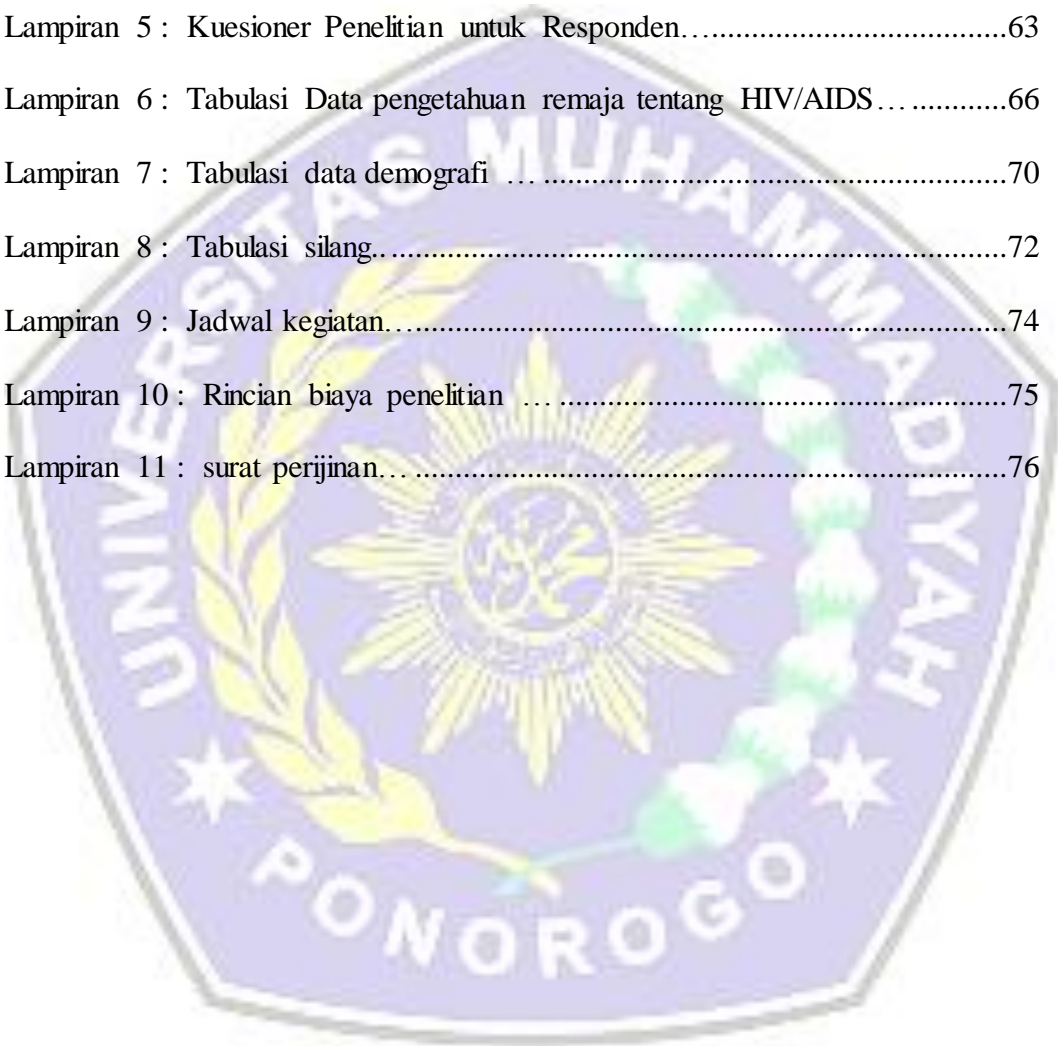 Lampiran 5 : Kuesioner Penelitian untuk Responden…...................................63
Lampiran 6 : Tabulasi Data pengetahuan remaja tentang HIV/AIDS… ............66
Lampiran 7 : Tabulasi data demografi … .........................................................70
Lampiran 8 : Tabulasi silang.. ...........................................................................72
Lampiran 9 : Jadwal kegiatan…........................................................................74
Lampiran 10 : Rincian biaya penelitian … .......................................................75
Lampiran 11 : surat perijinan… ........................................................................76
UNIVERSITAS MUHAMMADIYAH
PONOROGO